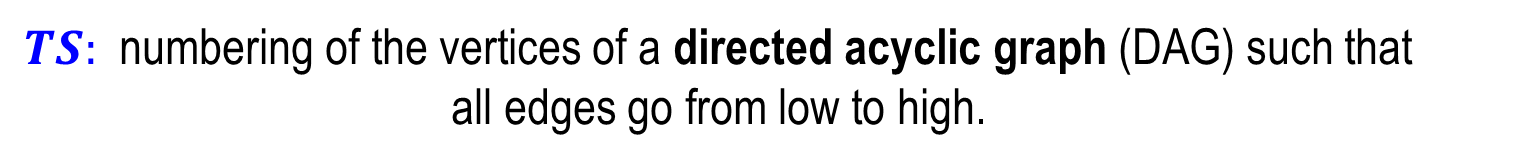 TS: numbering of the vertices of a directed acyclic graph (DAG) such that
all edges go from low to high.